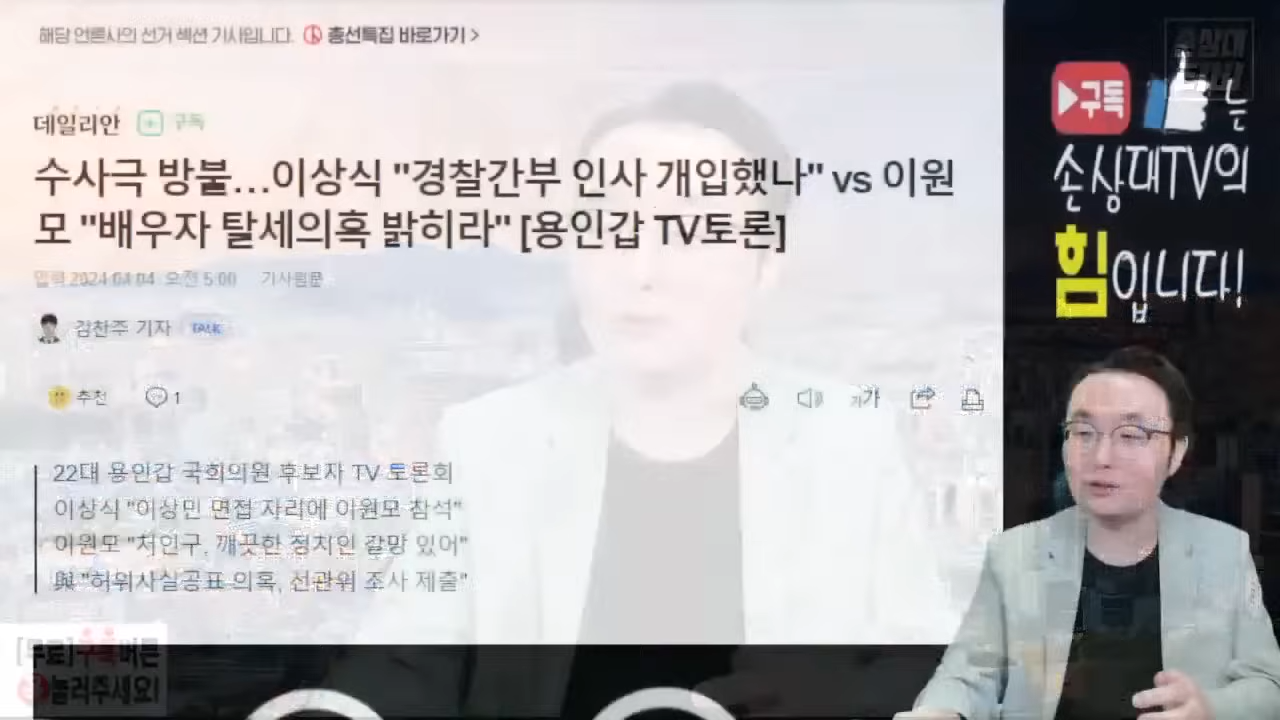 해당 언론사의 선거 섹션 기사입니다. 총선특집 바로가기 >
데일리안 구독
수사극 방불...이상식 "경찰간부 인사 개입했나" vs 이원
모 "배우자 탈세의혹 밝히라" [용인갑 TV토론]
입력 2024.04.04. 오전 5:00 기사원문
김찬주 기자 TALK
추천 1
가가
22대 용인갑 국회의원 후보자 TV 토론회
이상식 "이상민 면접 자리에 이원모 참석"
이원모 "처인구, 깨끗한 정치인 갈망 있어"
與 "허위사실공표 의혹, 선관위 조사 제출"
[무료]구독버튼
눌러주세요!
손상대
구독 는
손상대TV의
힘입니다!